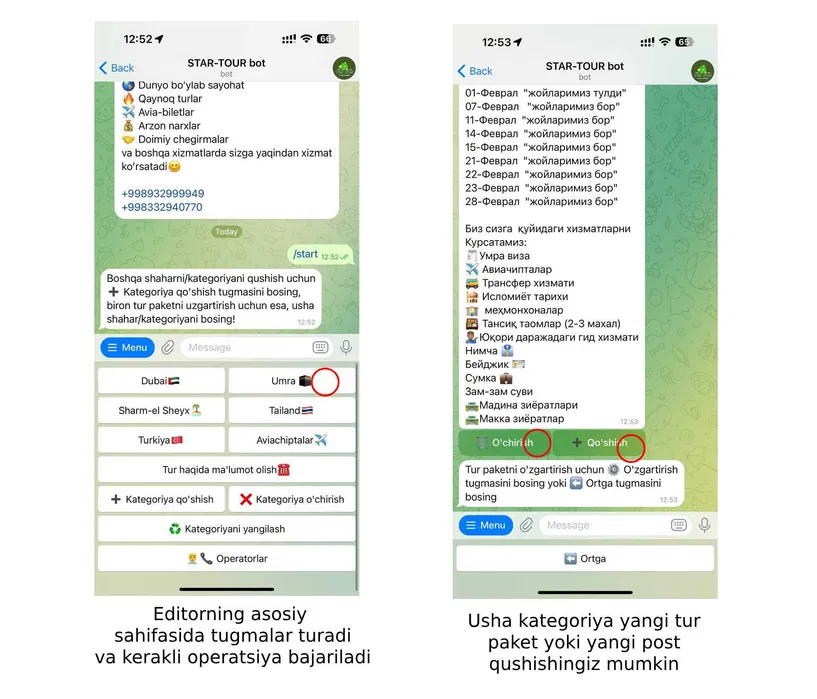 12:52
66
Back
STAR-TOUR bot
bot
Dunyo bo'ylab sayohat
Qaynoq turlar
Avia-biletlar
Arzon narxlar
Doimiy chegirmalar
va boshqa xizmatlarda sizga yaqindan xizmat
ko'rsatadi
+998932999949
+998332940770
Today
/start 12:52
Boshqa shaharni/kategoriyani qushish uchun
➕ Kategoriya qo'shish tugmasini bosing,
biron tur paketni uzgartirish uchun esa, usha
shahar/kategoriyani bosing!
12:52
Menu
Message
Dubai🇦🇪
Umra 🕋
Sharm-el Sheyx🏝
Tailand🇹🇭
Turkiya🇹🇷
Aviachiptalar✈️
Tur haqida ma'lumot olish☎️
➕ Kategoriya qo'shish
❌ Kategoriya o'chirish
♻️ Kategoriyani yangilash
👨‍💼📞 Operatorlar
Editorning asosiy
sahifasida tugmalar turadi
va kerakli operatsiya bajariladi
12:53
65
Back
STAR-TOUR bot
bot
01-Феврал "жойларимиз тулди"
07-Феврал "жойларимиз бор"
11-Феврал "жойларимиз бор"
14-Феврал "жойларимиз бор"
15-Феврал "жойларимиз бор"
21-Феврал "жойларимиз бор"
22-Феврал "жойларимиз бор"
23-Феврал "жойларимиз бор"
28-Феврал "жойларимиз бор"
Биз сизга қуйидаги хизматларни
Курсатамиз:
Умра виза
✈️ Авиачипталар
Трансфер хизмати
Исломиёт тарихи
меҳмонхоналар
Тансиқ таомлар (2-3 махал)
Юқори даражадаги гид хизмати
Нимча
Бейджик
Сумка
Зам-зам суви
Мадина зиёратлари
Макка зиёратлар
12:53
🗑 O'chirish
➕ Qo'shish
Tur paketni o'zgartirish uchun ⚙️ O'zgartirish
tugmasini bosing yoki ⬅️ Ortga tugmasini
bosing
12:53
Menu
Message
⬅️ Ortga
Usha kategoriya yangi tur
paket yoki yangi post
qushishingiz mumkin